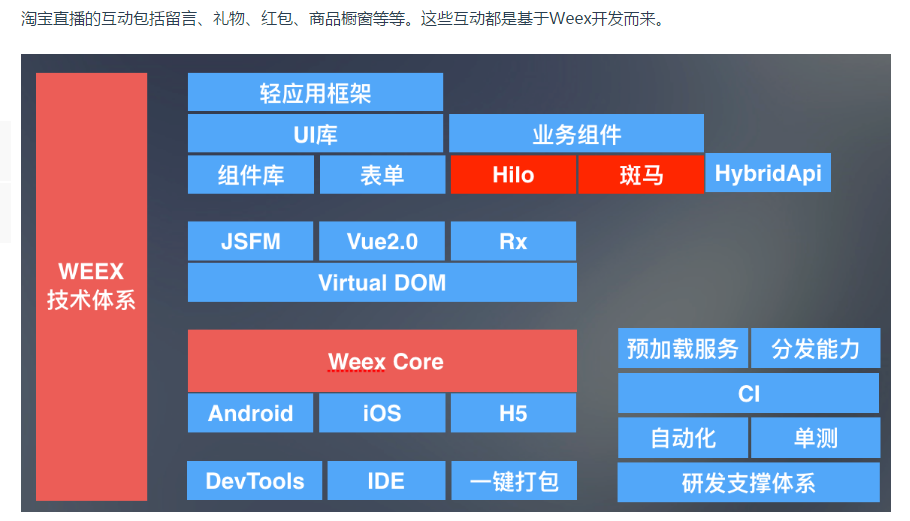 淘宝直播的互动包括留言、礼物、红包、商品橱窗等等。这些互动都是基于Weex开发而来。
轻应用框架
UI库 业务组件
组件库 表单 Hilo 斑马 HybridApi
JSFM Vue2.0 Rx
Virtual DOM
WEEX
技术体系
Weex Core
Android iOS H5
DevTools IDE 一键打包
预加载服务 分发能力
CI
自动化 单测
研发支撑体系